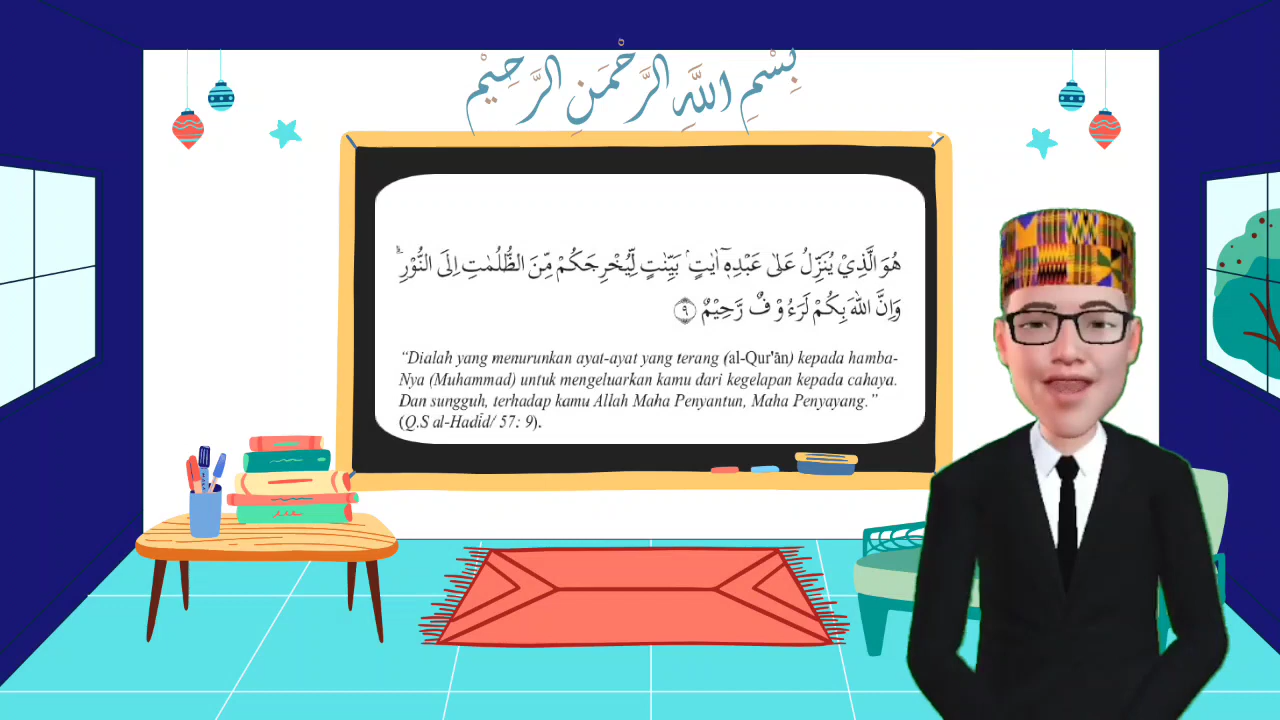 بِسْمِ اللَّهِ الرَّحْمَنِ الرَّحِيْمِ
هُوَ الَّذِيْ يُنَزِّلُ عَلٰى عَبْدِهٖٓ اٰيٰتٍۢ بَيِّنٰتٍ لِّيُخْرِجَكُمْ مِّنَ الظُّلُمٰتِ اِلَى النُّوْرِۗ
وَاِنَّ اللّٰهَ بِكُمْ لَرَءُوْفٌ رَّحِيْمٌ ۝٩
“Dialah yang menurunkan ayat-ayat yang terang (al-Qur'ān) kepada hamba-
Nya (Muhammad) untuk mengeluarkan kamu dari kegelapan kepada cahaya.
Dan sungguh, terhadap kamu Allah Maha Penyantun, Maha Penyayang.”
(Q.S al-Hadīd/ 57: 9).